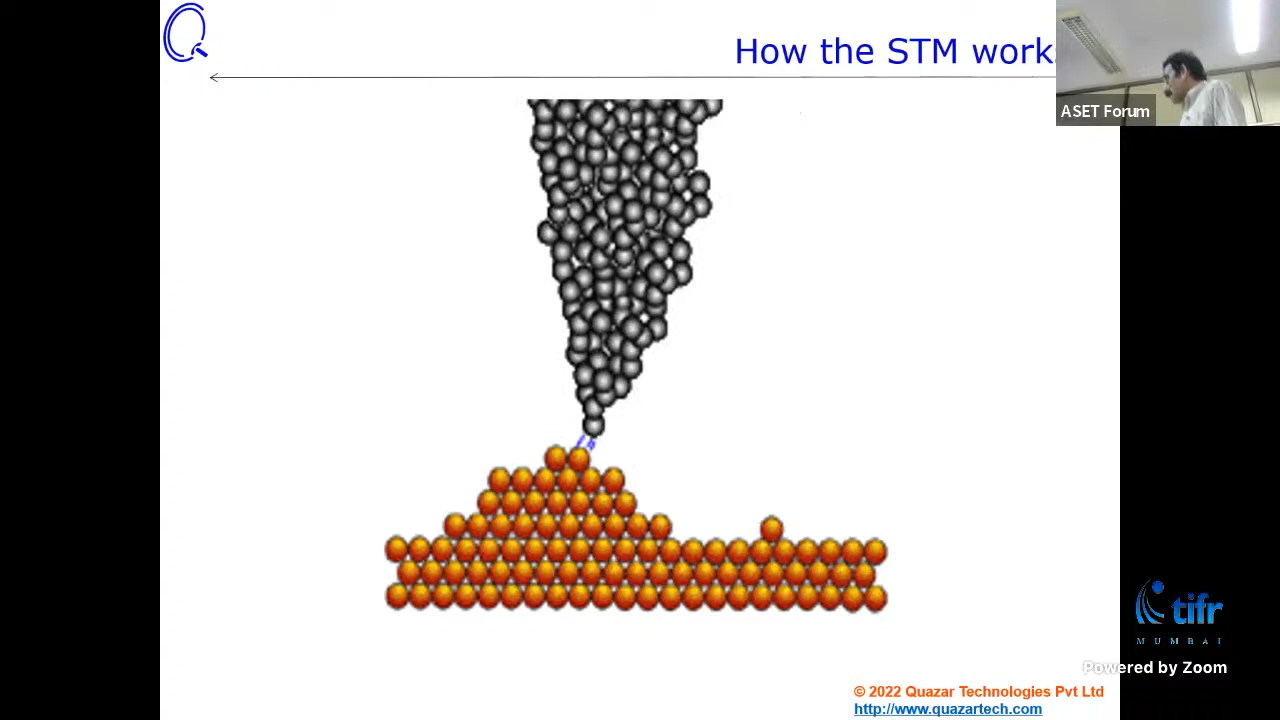 How the STM works
ASET Forum
tifr
MUMBAI
Powered by Zoom
© 2022 Quazar Technologies Pvt Ltd
http://www.quazartech.com